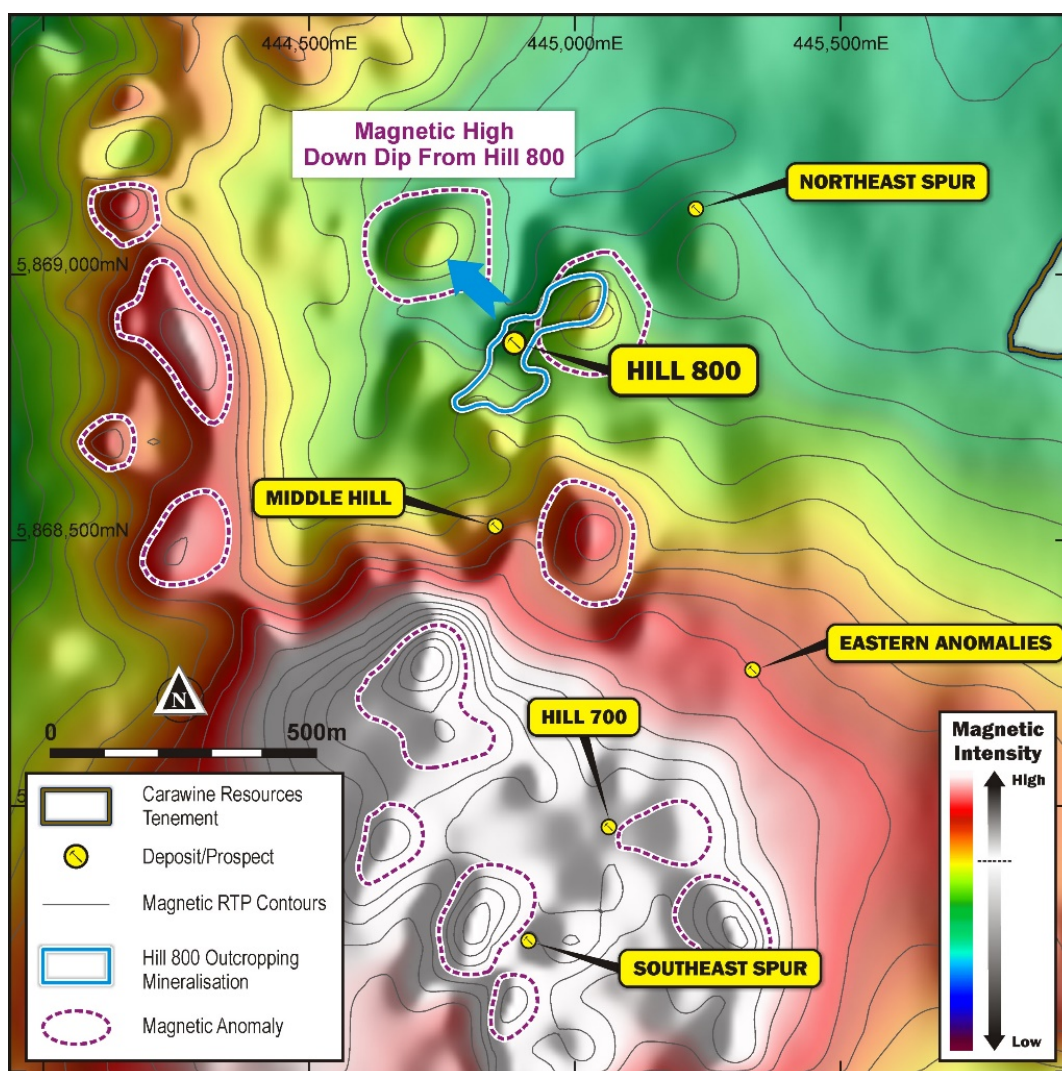 444,500mE
445,000mE
445,500mE
Magnetic High
Down Dip From Hill 800
NORTHEAST SPUR
5,869,000mN
HILL 800
MIDDLE HILL
5,868,500mN
EASTERN ANOMALIES
N
HILL 700
0
500m
Magnetic
Intensity
High
Low
Carawine Resources
Tenement
Deposit/Prospect
Magnetic RTP Contours
Hill 800 Outcropping
Mineralisation
Magnetic Anomaly
SOUTHEAST SPUR